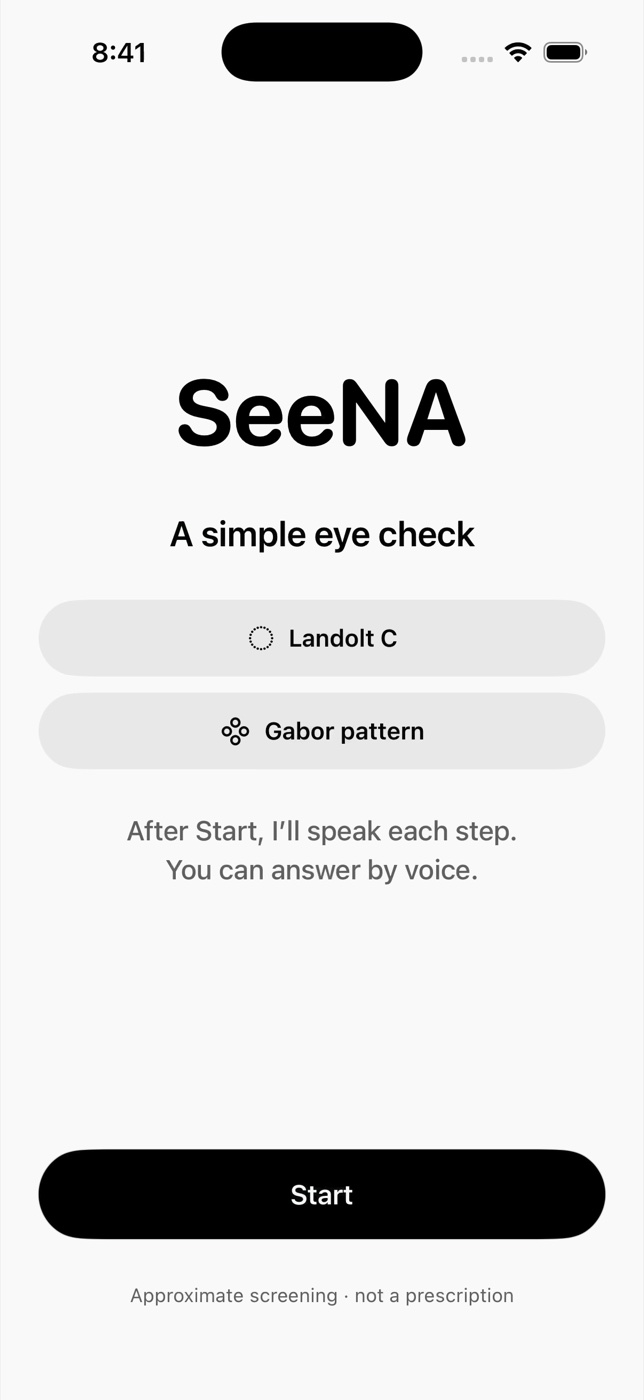 8:41
SeeNA
A simple eye check
Landolt C
Gabor pattern
After Start, I’ll speak each step.
You can answer by voice.
Start
Approximate screening · not a prescription